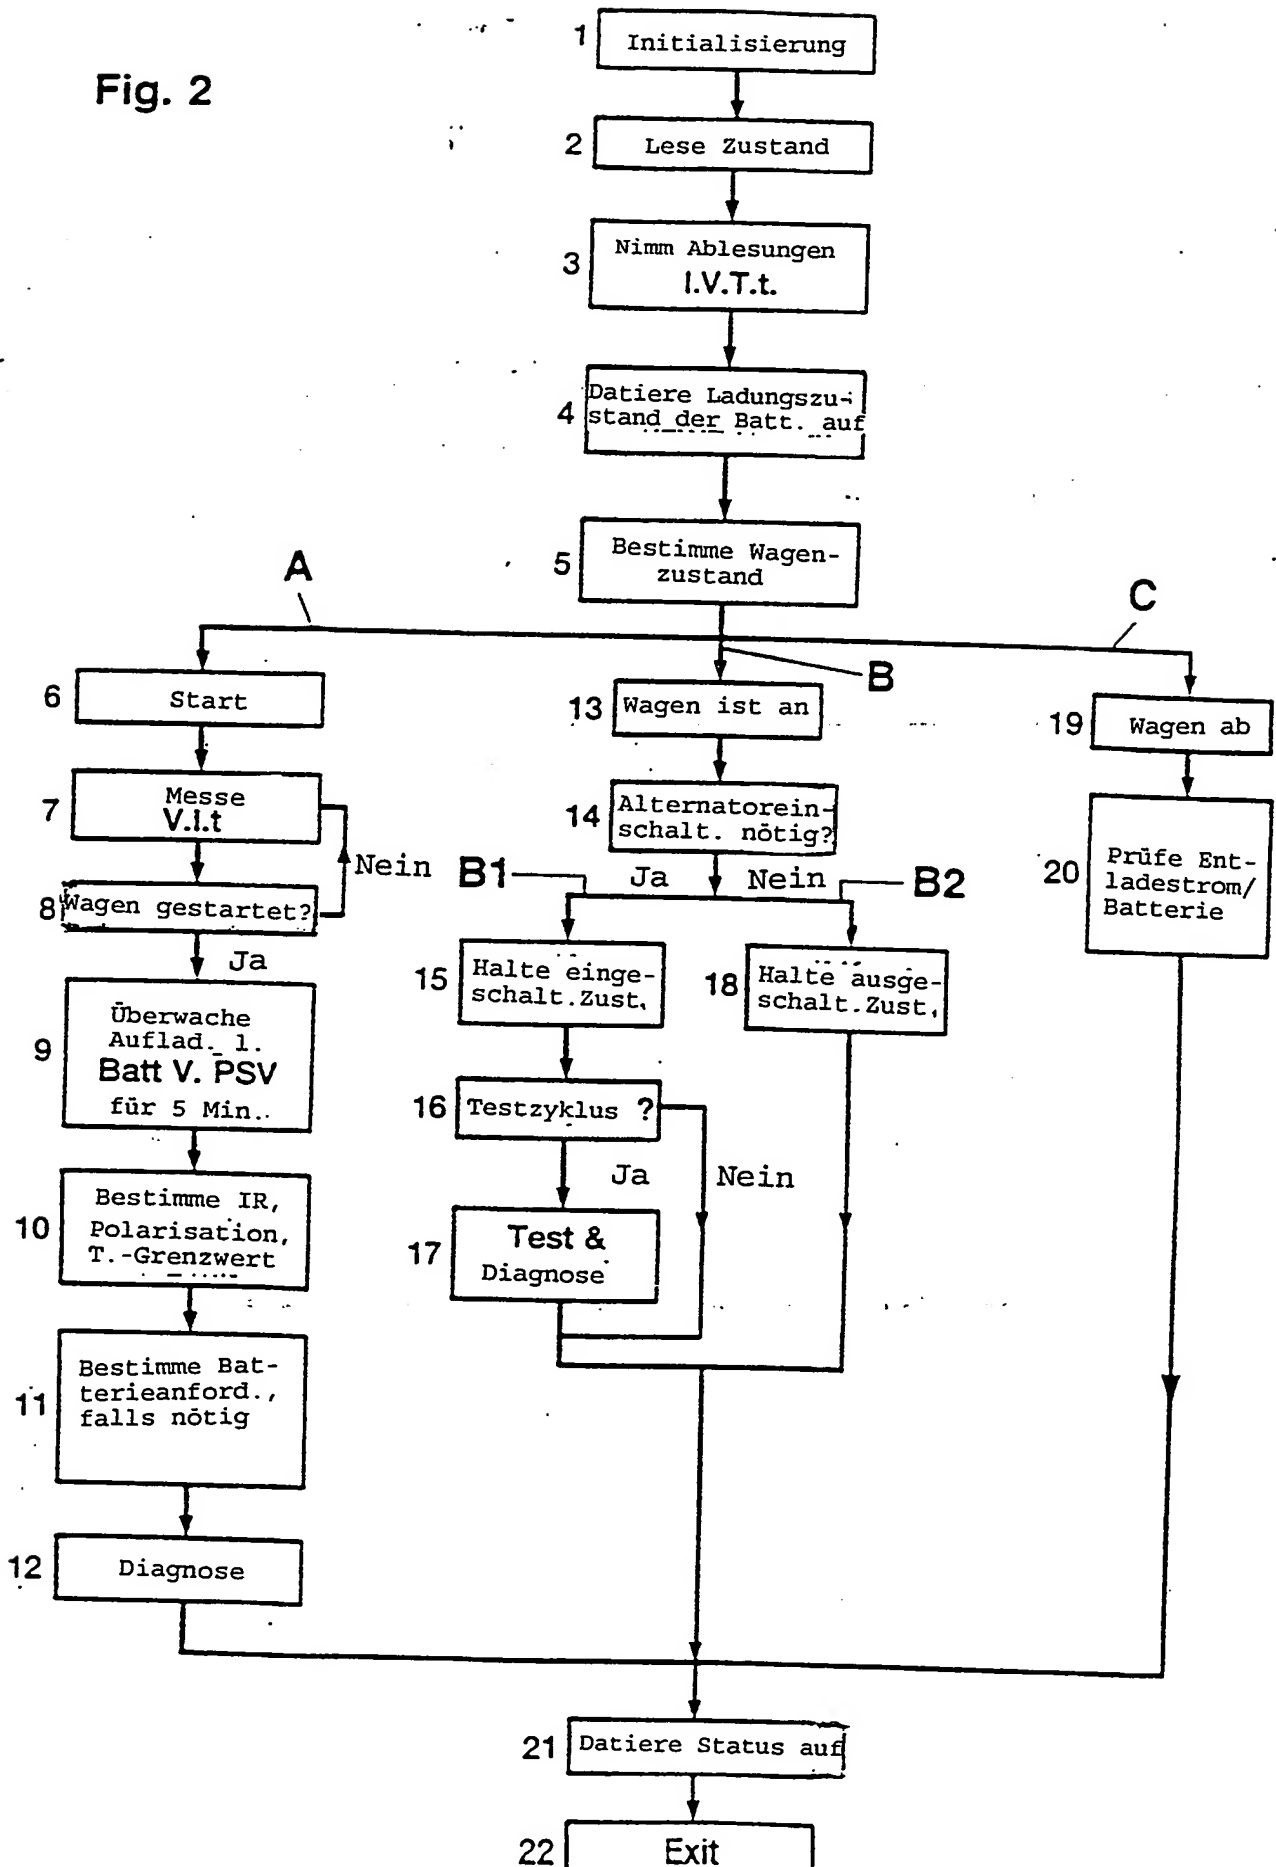 Fig. 2
1
Initialisierung
2
Lese Zustand
3
Nimm Ablesungen
I.V.T.t.
4
Datiere Ladungszu-
stand der Batt. auf
5
Bestimme Wagen-
zustand
A
B
C
6
Start
7
Messe
V.I.t
Nein
8
Wagen gestartet?
Ja
9
Überwache
Auflad. l.
Batt V. PSV
für 5 Min..
10
Bestimme IR,
Polarisation,
T.-Grenzwert
11
Bestimme Bat-
terieanford.,
falls nötig
12
Diagnose
13
Wagen ist an
14
Alternatorein-
schalt. nötig?
B1
Ja
Nein
B2
15
Halte einge-
schalt.Zust.
18
Halte ausge-
schalt.Zust.
16
Testzyklus ?
Ja
Nein
17
Test &
Diagnose
19
Wagen ab
20
Prüfe Ent-
ladestrom/
Batterie
21
Datiere Status auf
22
Exit